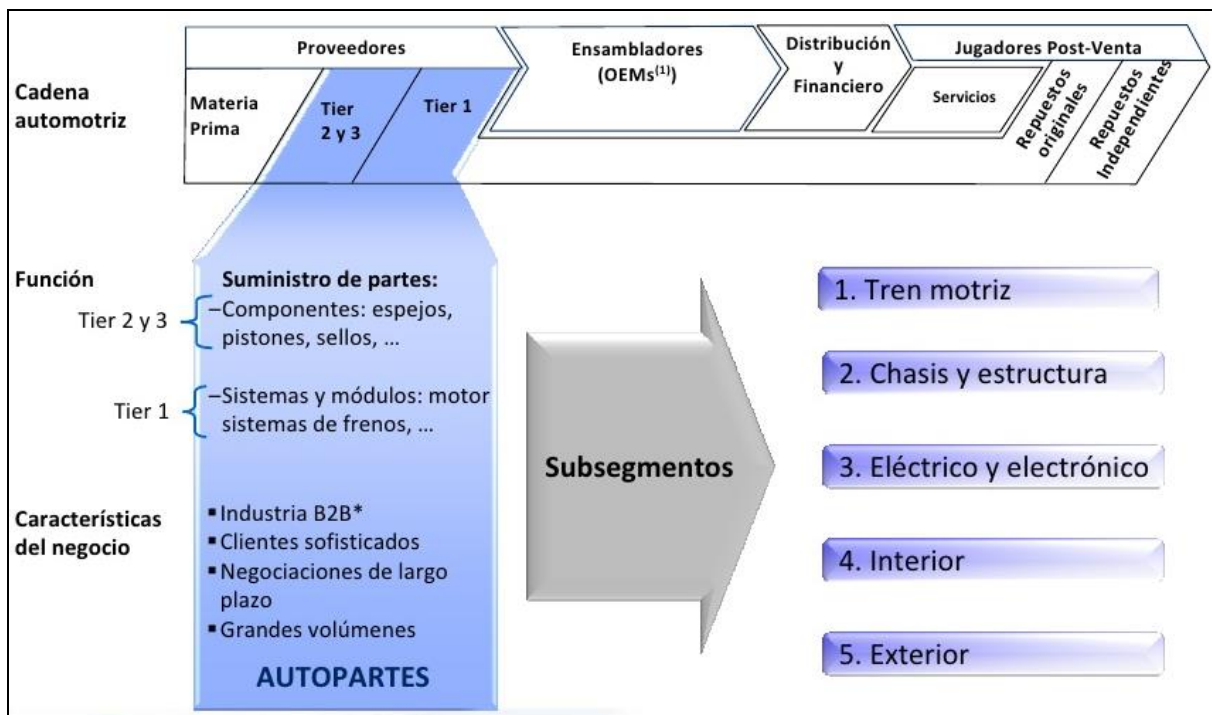 Proveedores
Ensambladores
(OEMs(1))
Distribución
y
Financiero
Jugadores Post-Venta
Cadena
automotriz
Materia
Prima
Tier
2 y 3
Tier 1
Servicios
Repuestos
originales
Repuestos
Independientes
Función
Tier 2 y 3
Suministro de partes:
–Componentes: espejos,
pistones, sellos, ...
Tier 1
–Sistemas y módulos: motor
sistemas de frenos, ...
Características
del negocio
▪ Industria B2B*
▪ Clientes sofisticados
▪ Negociaciones de largo
plazo
▪ Grandes volúmenes
AUTOPARTES
Subsegmentos
1. Tren motriz
2. Chasis y estructura
3. Eléctrico y electrónico
4. Interior
5. Exterior